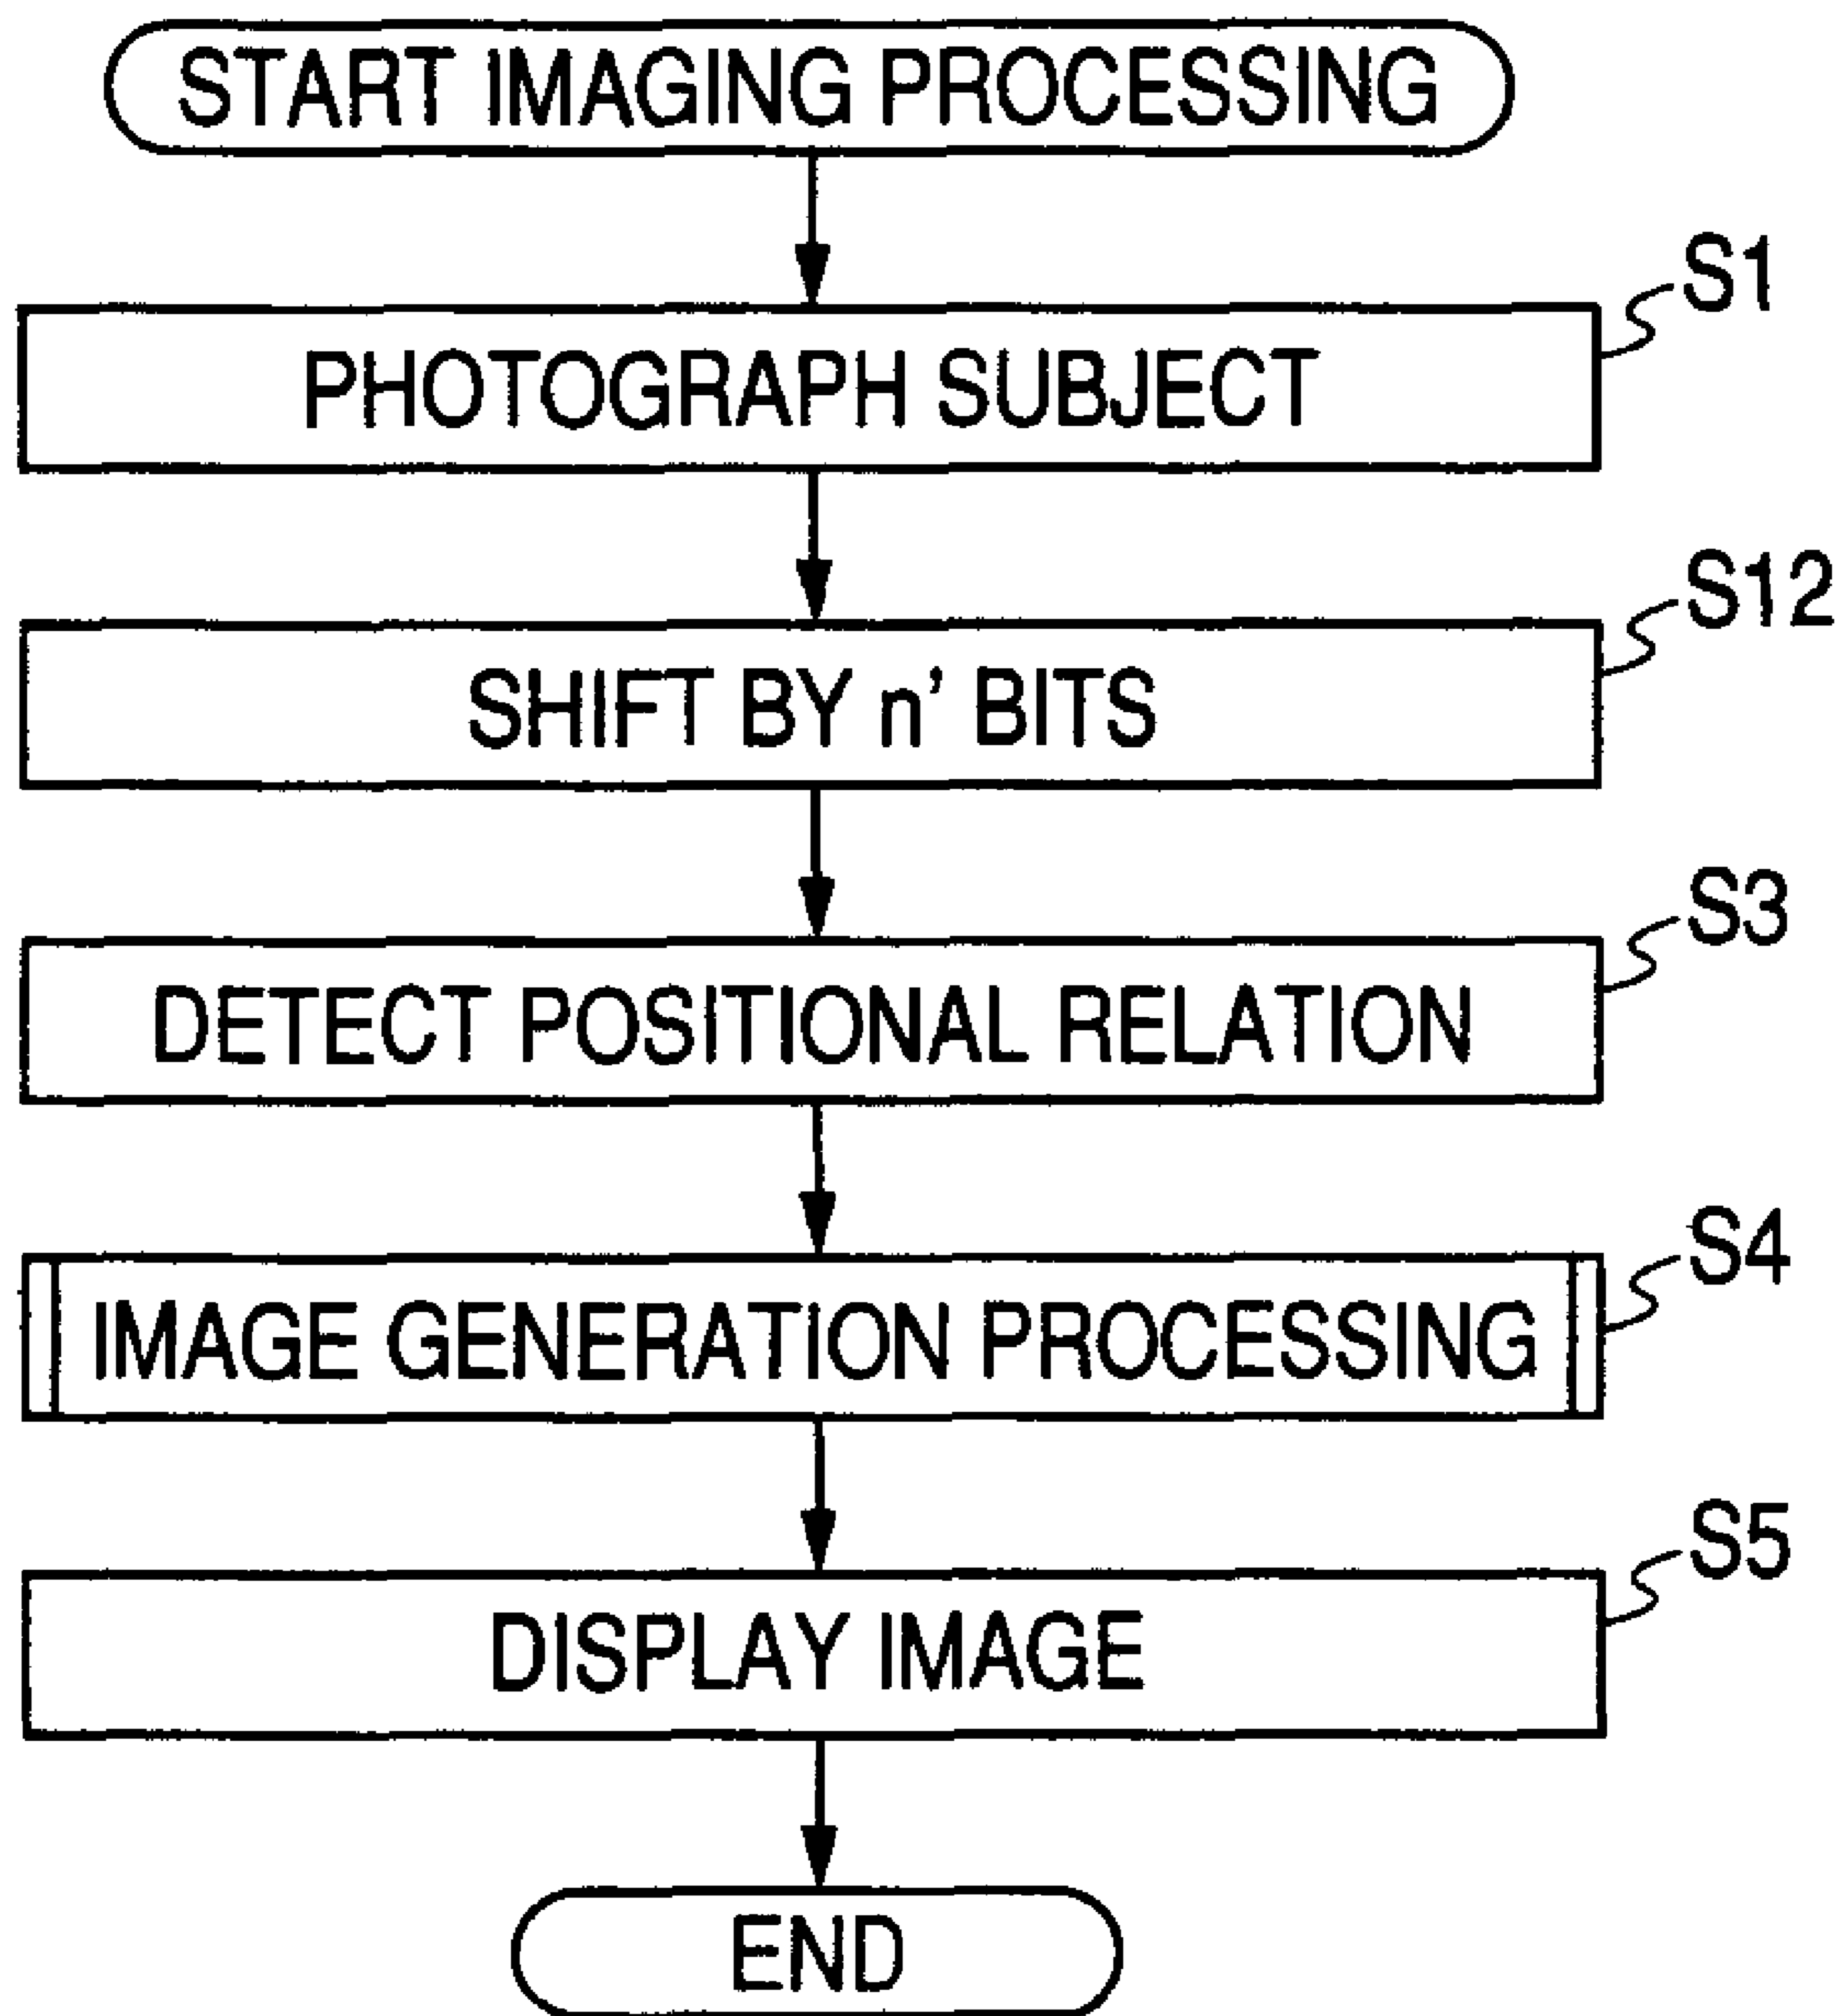 START IMAGING PROCESSING
S1
PHOTOGRAPH SUBJECT
S12
SHIFT BY n' BITS
S3
DETECT POSITIONAL RELATION
S4
IMAGE GENERATION PROCESSING
S5
DISPLAY IMAGE
END